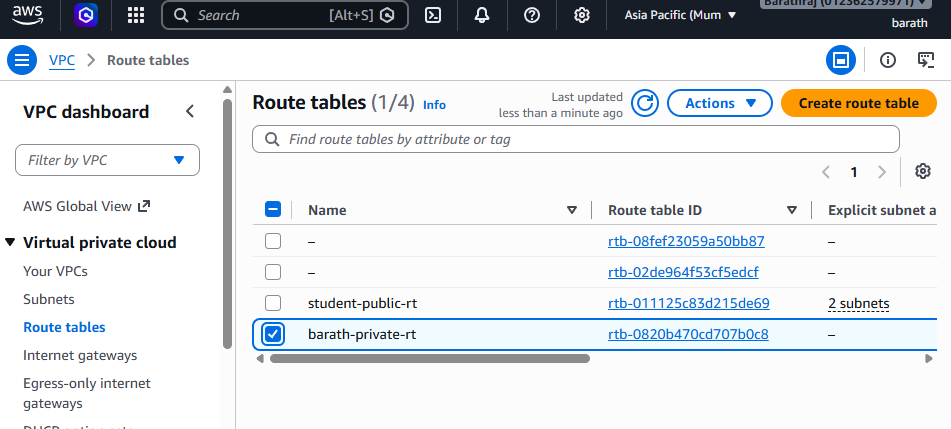 aws
Search [Alt+S] Asia Pacific (Mum Barathraj (012362579971)
barath
VPC > Route tables
VPC dashboard
Filter by VPC
AWS Global View
Virtual private cloud
Your VPCs
Subnets
Route tables
Internet gateways
Egress-only internet
gateways
Route tables (1/4) Info
Last updated
less than a minute ago
Actions
Create route table
Find route tables by attribute or tag
1
Name Route table ID Explicit subnet a
– rtb-08fef23059a50bb87 –
– rtb-02de964f53cf5edcf –
student-public-rt rtb-011125c83d215de69 2 subnets
barath-private-rt rtb-0820b470cd707b0c8 –